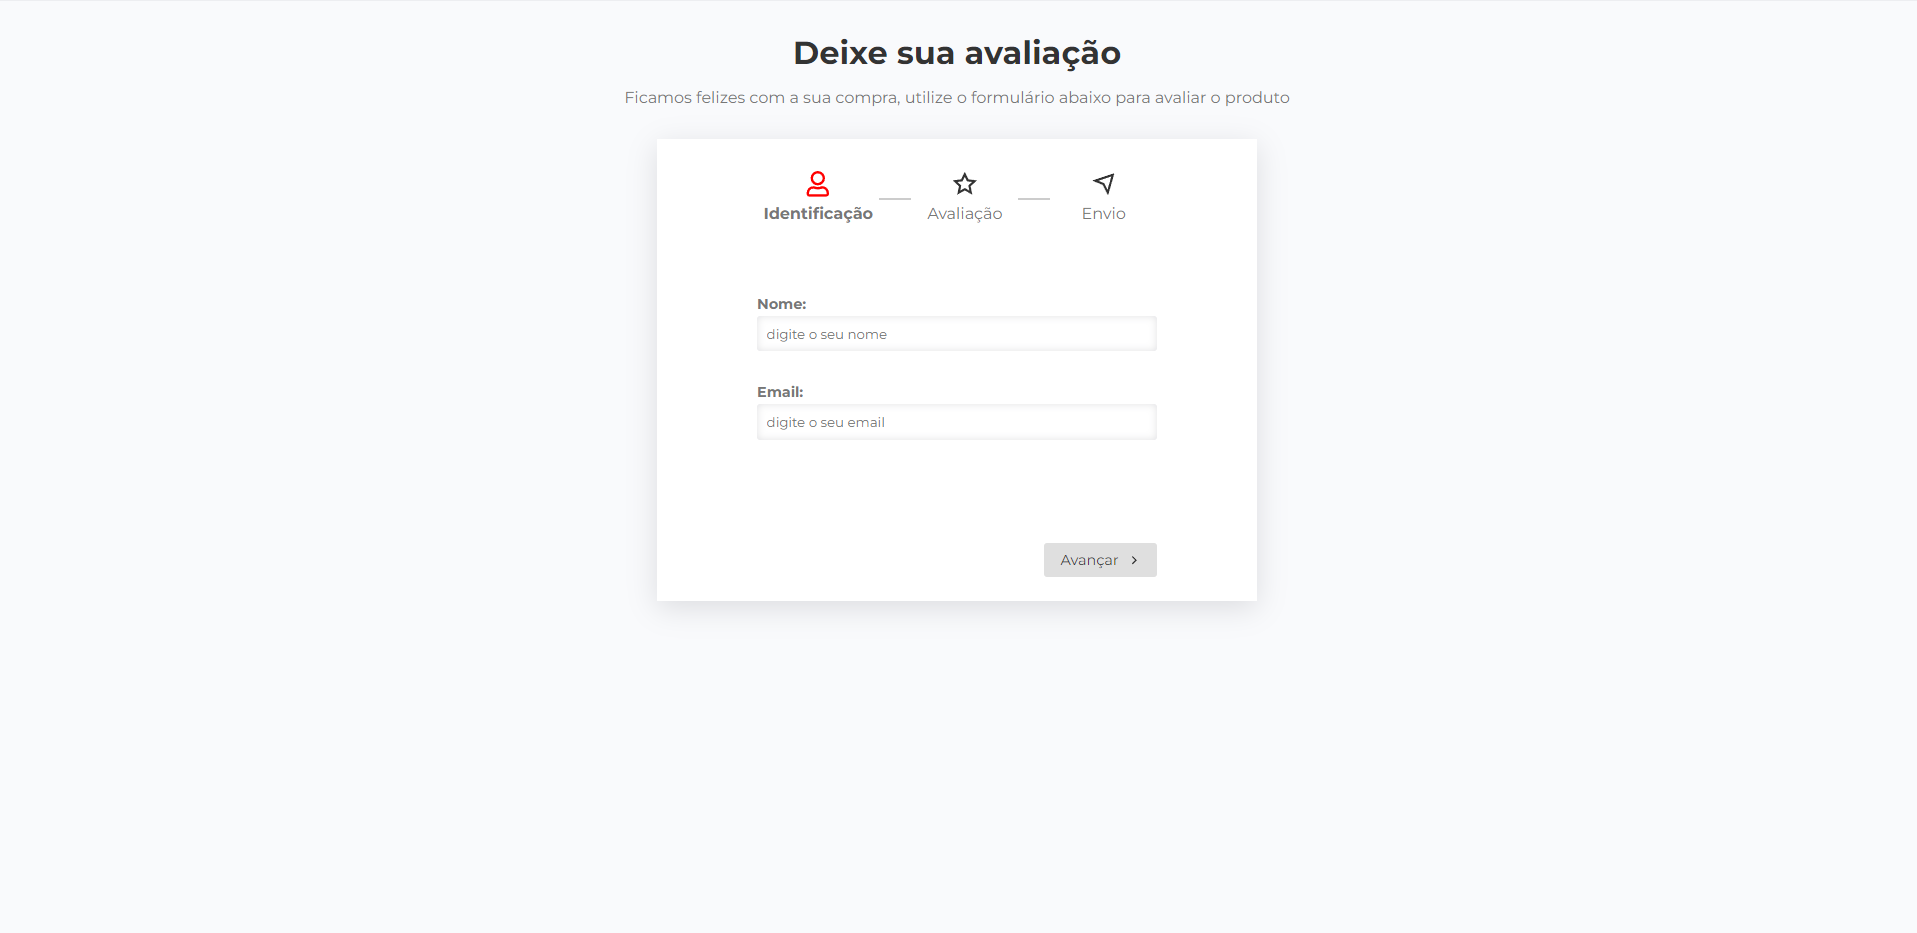 Deixe sua avaliação
Ficamos felizes com a sua compra, utilize o formulário abaixo para avaliar o produto
Identificação
Avaliação
Envio
Nome:
digite o seu nome
Email:
digite o seu email
Avançar